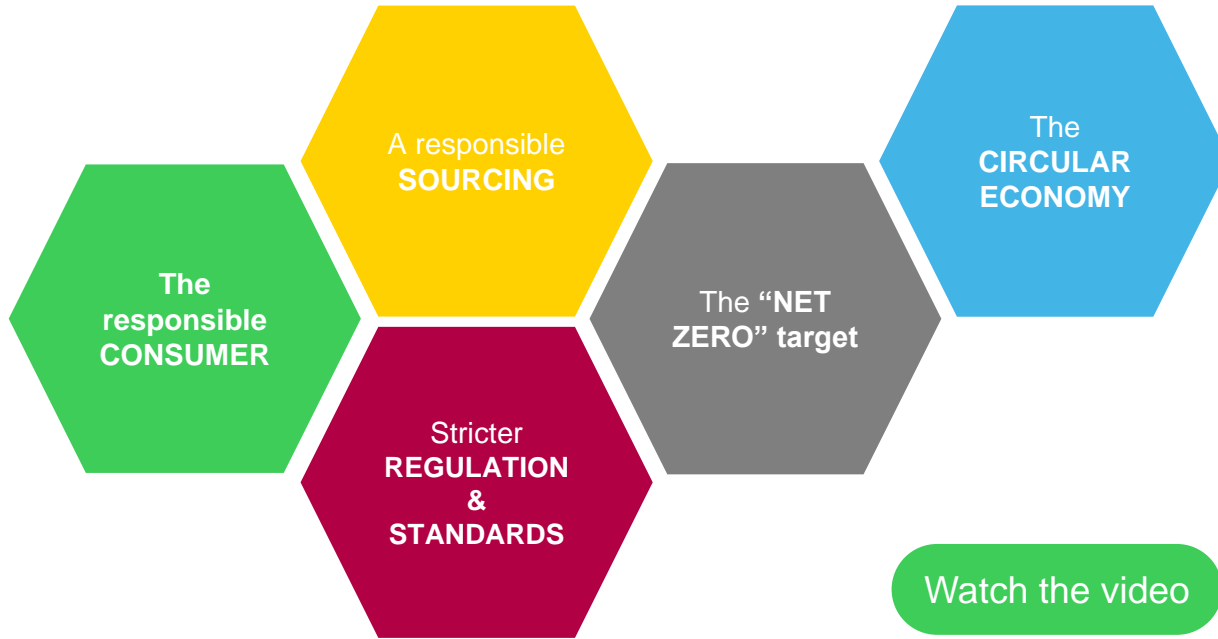 The
responsible
CONSUMER
A responsible
SOURCING
Stricter
REGULATION
&
STANDARDS
The “NET
ZERO” target
The
CIRCULAR
ECONOMY
Watch the video